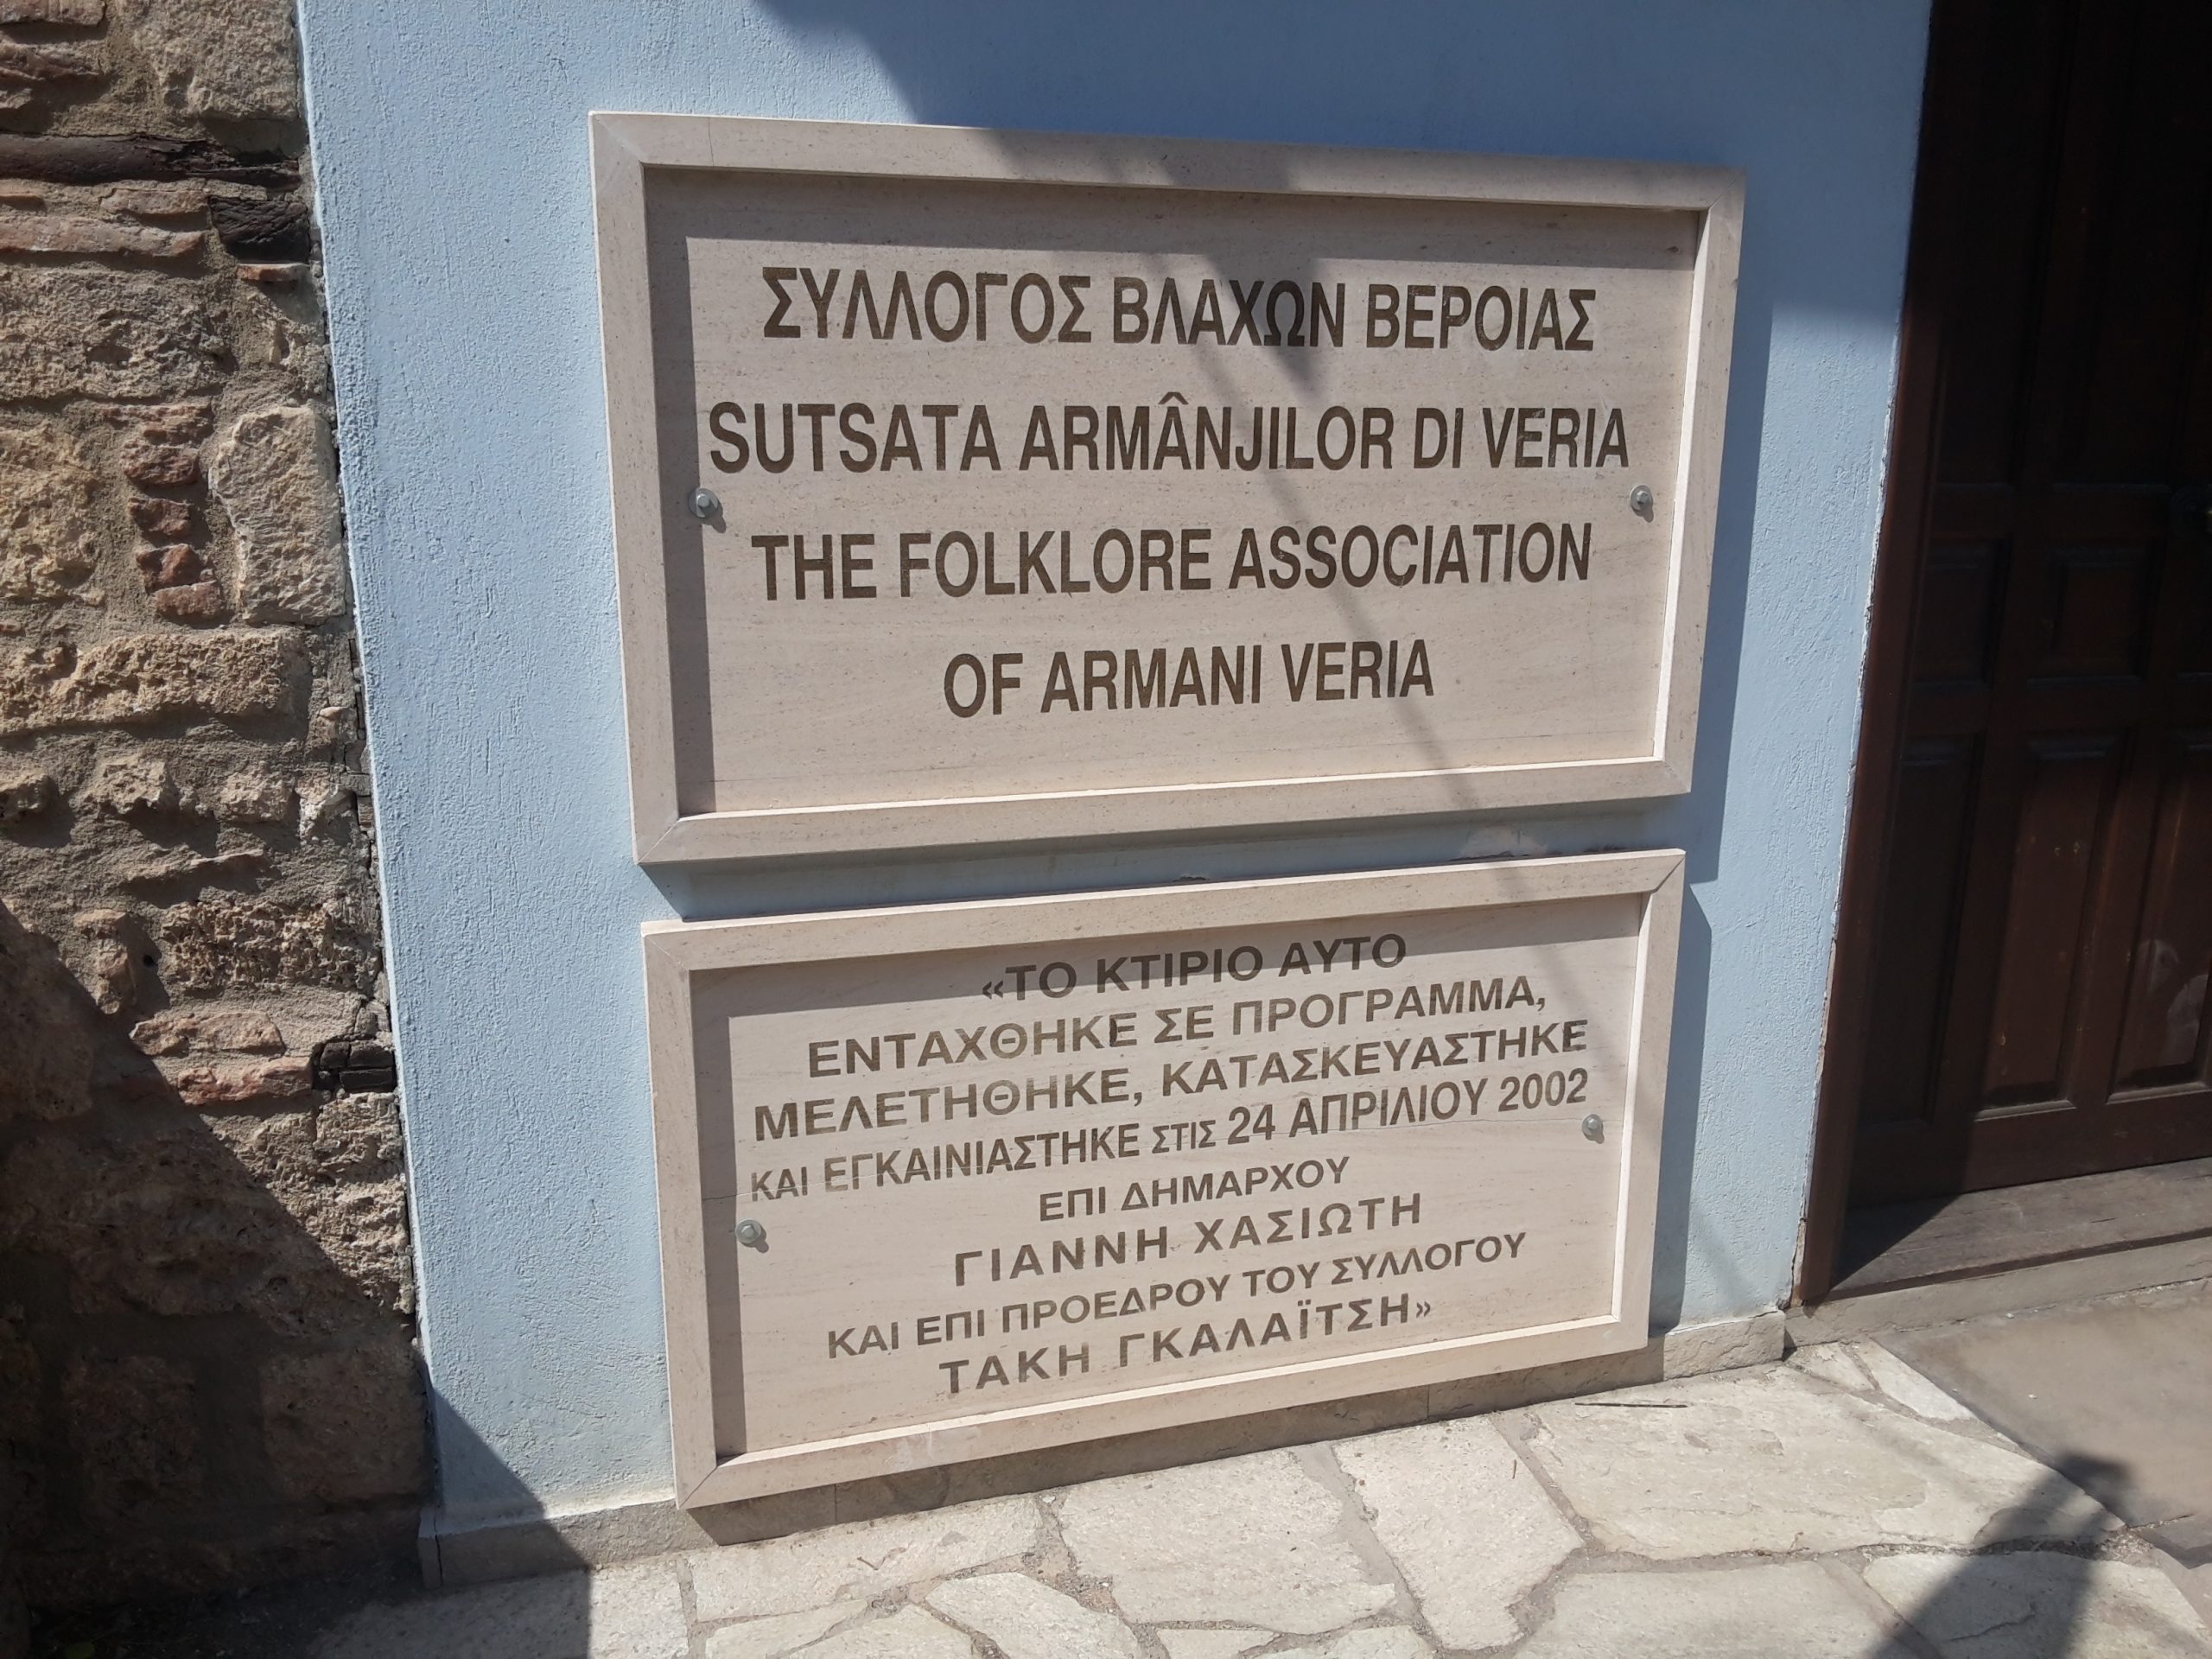 ΣΥΛΛΟΓΟΣ ΒΛΑΧΩΝ ΒΕΡΟΙΑΣ
SUTSATA ARMÂNJILOR DI VERIA
THE FOLKLORE ASSOCIATION
OF ARMANI VERIA
«ΤΟ ΚΤΙΡΙΟ ΑΥΤΟ
ΕΝΤΑΧΘΗΚΕ ΣΕ ΠΡΟΓΡΑΜΜΑ,
ΜΕΛΕΤΗΘΗΚΕ, ΚΑΤΑΣΚΕΥΑΣΤΗΚΕ
ΚΑΙ ΕΓΚΑΙΝΙΑΣΤΗΚΕ ΣΤΙΣ 24 ΑΠΡΙΛΙΟΥ 2002
ΕΠΙ ΔΗΜΑΡΧΟΥ
ΓΙΑΝΝΗ ΧΑΣΙΩΤΗ
ΚΑΙ ΕΠΙ ΠΡΟΕΔΡΟΥ ΤΟΥ ΣΥΛΛΟΓΟΥ
ΤΑΚΗ ΓΚΑΛΑΪΤΣΗ»